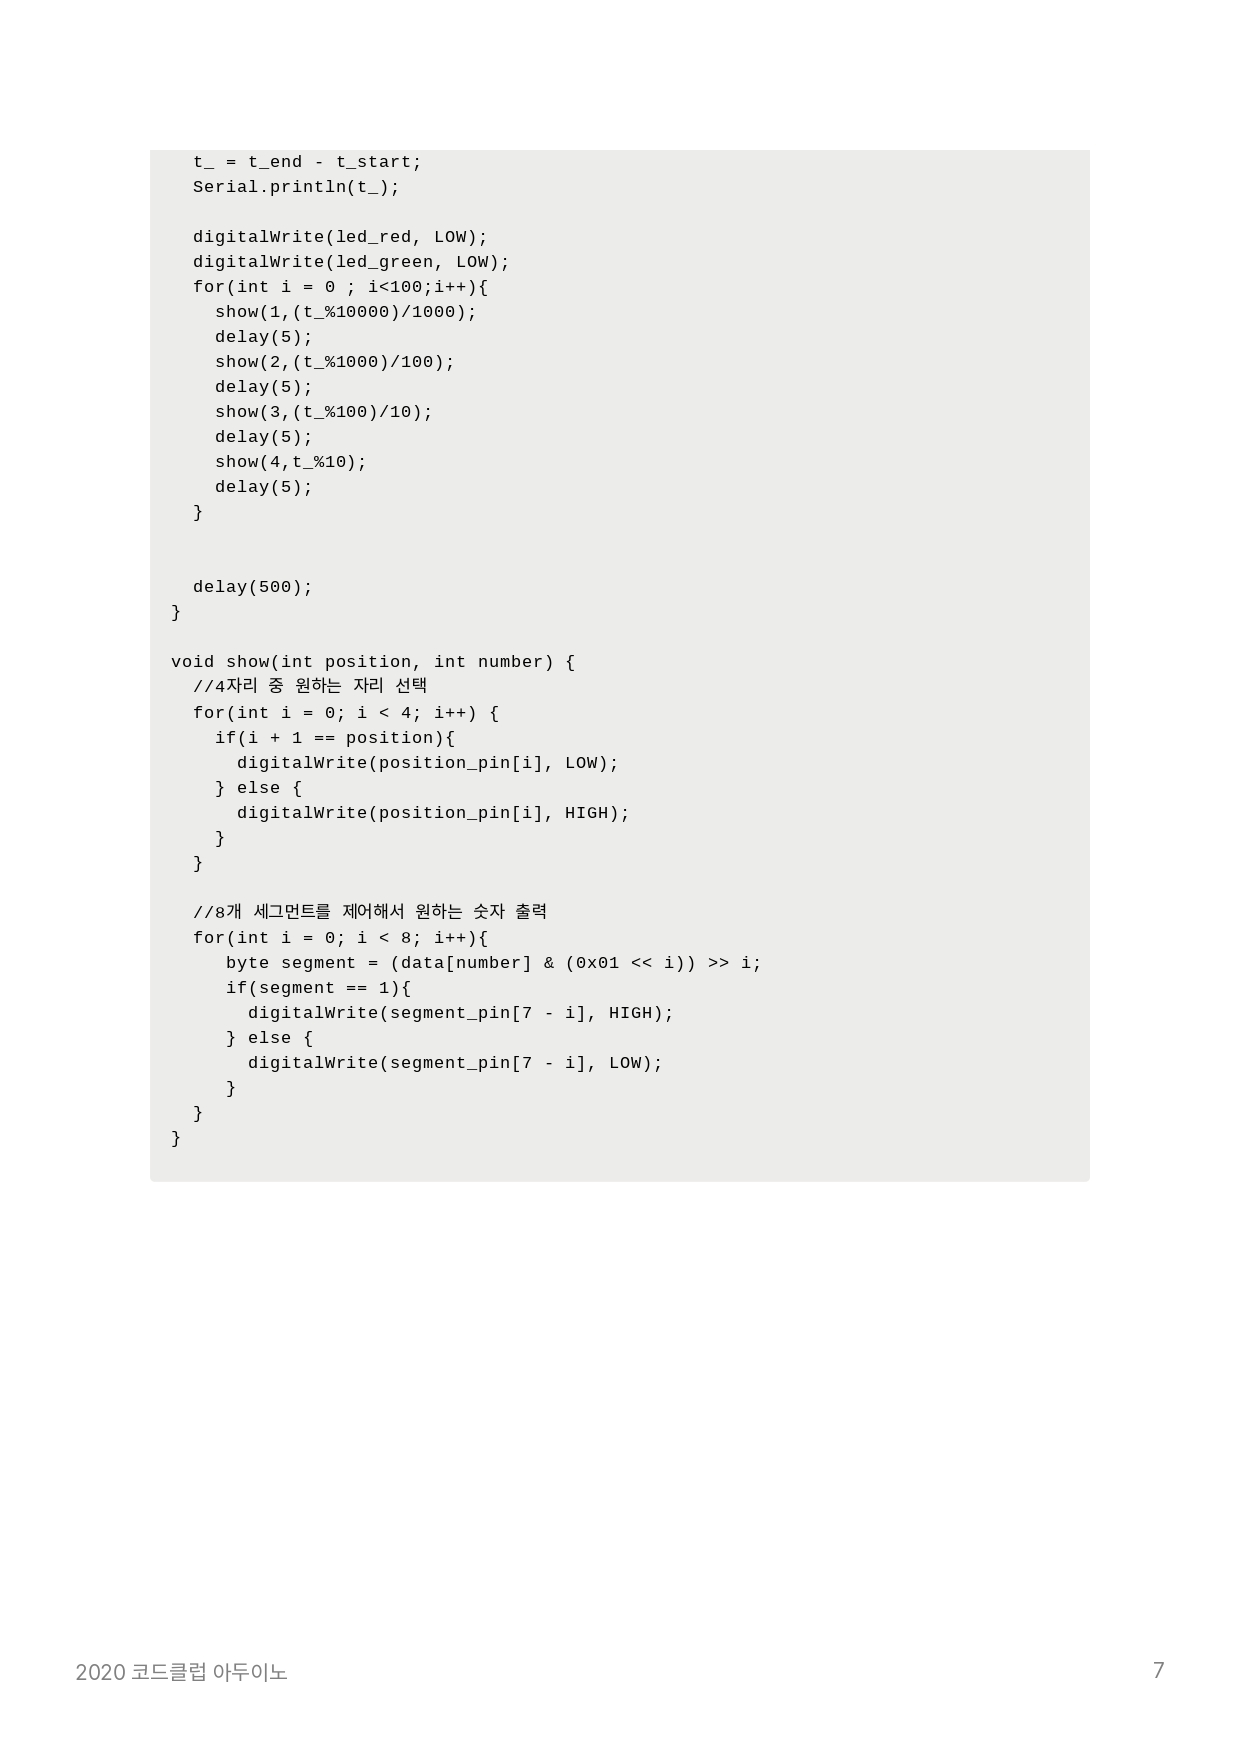 t_ = t_end - t_start;
  Serial.println(t_);

  digitalWrite(led_red, LOW);
  digitalWrite(led_green, LOW);
  for(int i = 0 ; i<100;i++){
    show(1,(t_%10000)/1000);
    delay(5);
    show(2,(t_%1000)/100);
    delay(5);
    show(3,(t_%100)/10);
    delay(5);
    show(4,t_%10);
    delay(5);
  }


  delay(500);
}

void show(int position, int number) {
  //4자리 중 원하는 자리 선택
  for(int i = 0; i < 4; i++) {
    if(i + 1 == position){
      digitalWrite(position_pin[i], LOW);
    } else {
      digitalWrite(position_pin[i], HIGH);
    }
  }

  //8개 세그먼트를 제어해서 원하는 숫자 출력
  for(int i = 0; i < 8; i++){
     byte segment = (data[number] & (0x01 << i)) >> i;
     if(segment == 1){
       digitalWrite(segment_pin[7 - i], HIGH);
     } else {
       digitalWrite(segment_pin[7 - i], LOW);
     }
  }
}

2020 코드클럽 아두이노
7